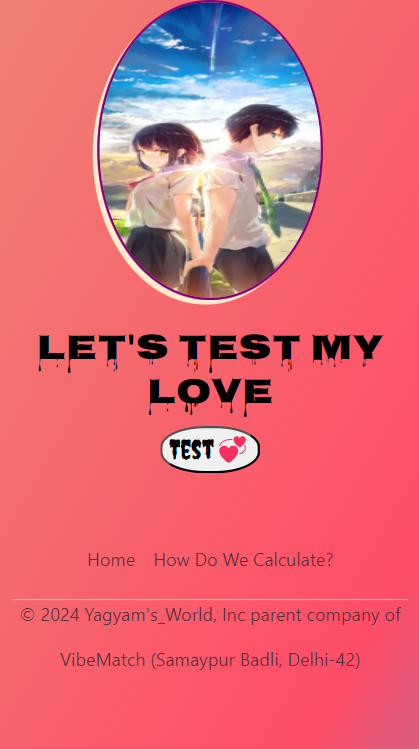 LET'S TEST MY
LOVE
TEST 💞
Home How Do We Calculate?
© 2024 Yagyam's_World, Inc parent company of
VibeMatch (Samaypur Badli, Delhi-42)